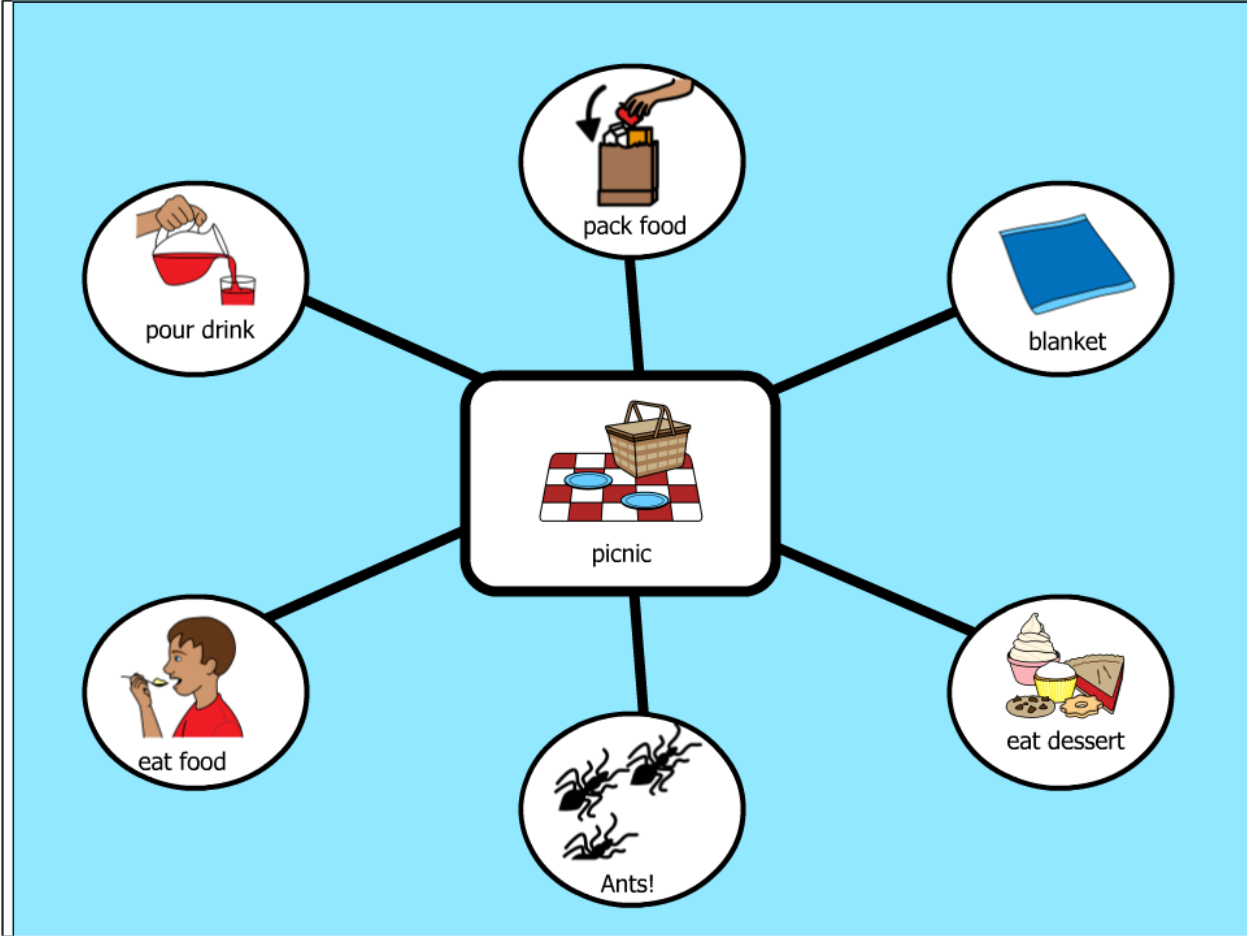 pack food
pour drink
blanket
picnic
eat food
eat dessert
Ants!